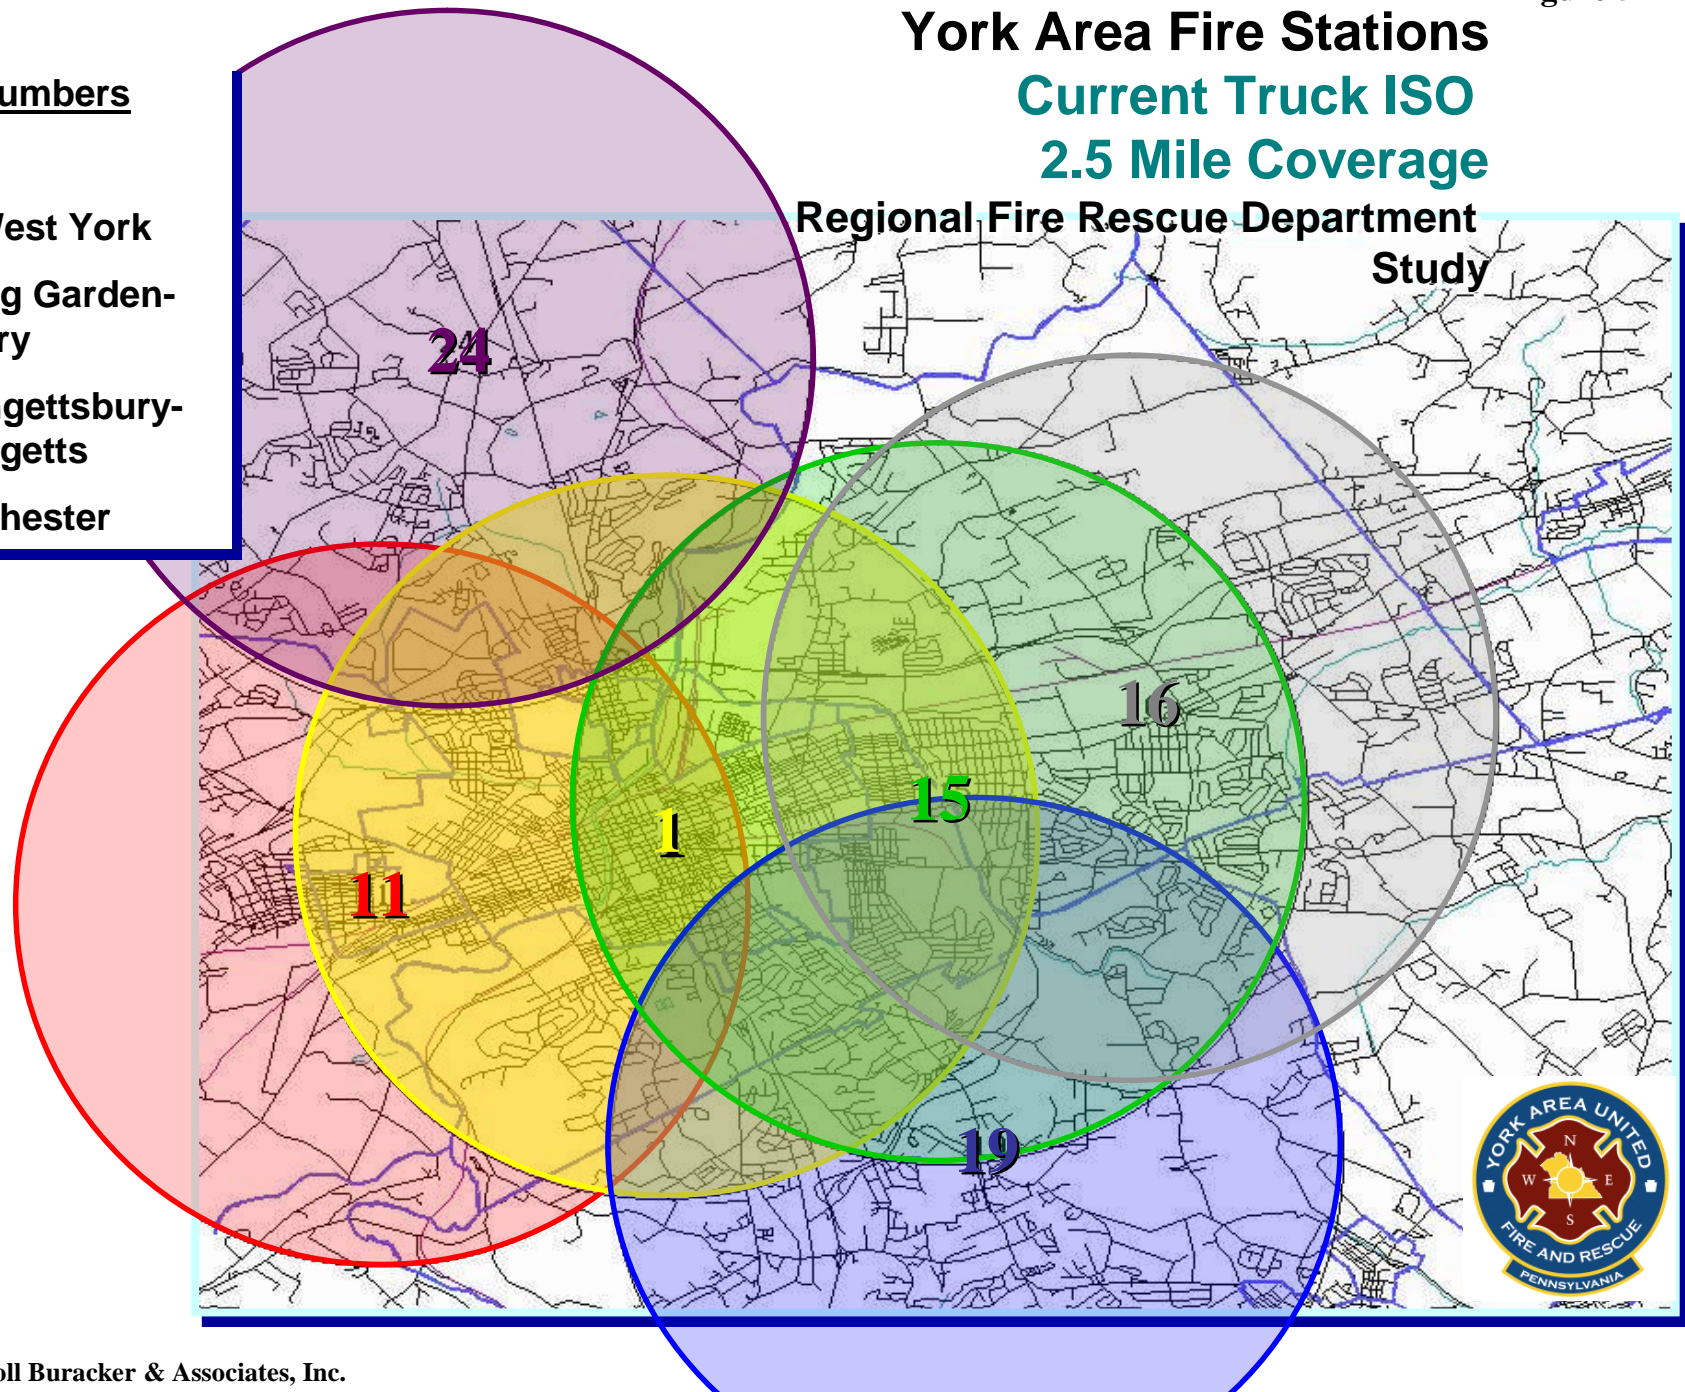 York Area Fire Stations
Current Truck ISO
2.5 Mile Coverage
Regional Fire Rescue Department
Study
umbers
West York
g Garden-
ry
gettsbury-
getts
hester
24
16
15
1
11
19
YORK AREA UNITED
N
W E
S
FIRE AND RESCUE
PENNSYLVANIA
oll Buracker & Associates, Inc.